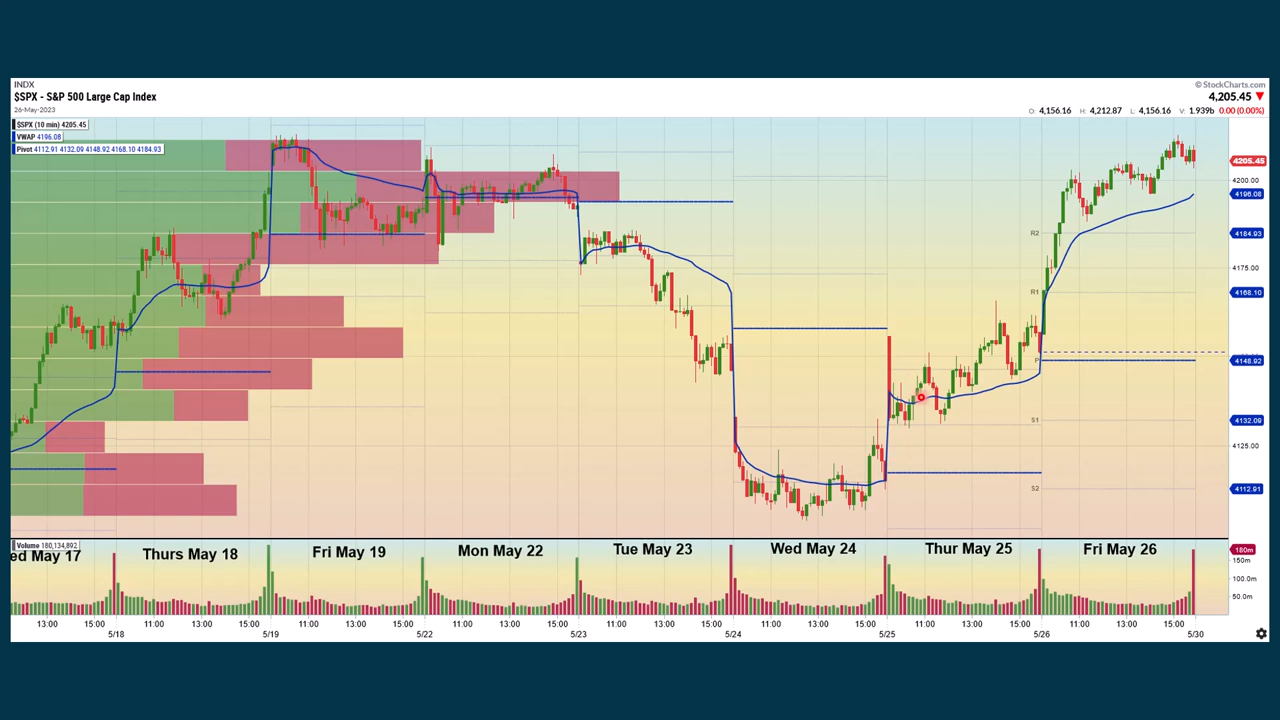 INDX
© StockCharts.com
$SPX - S&P 500 Large Cap Index
4,205.45
26-May-2023
O: 4,156.16 H: 4,212.87 L: 4,156.16 V: 1.939b 0.00 (0.00%)
$SPX (10 min) 4205.45
VWAP 4196.08
Pivot 4112.91 4132.09 4148.92 4168.10 4184.93
4205.45
4200.00
4196.08
R2
4184.93
4175.00
R1
4168.10
P
4148.92
S1
4132.09
4125.00
S2
4112.91
Volume 180,134,892
ed May 17
Thurs May 18
Fri May 19
Mon May 22
Tue May 23
Wed May 24
Thur May 25
Fri May 26
180m
150m
100.0m
50.0m
13:00 15:00 11:00 13:00 15:00 11:00 13:00 15:00 11:00 13:00 15:00 11:00 13:00 15:00 11:00 13:00 15:00 11:00 13:00 15:00 11:00 13:00 15:00
5/18 5/19 5/22 5/23 5/24 5/25 5/26 5/30